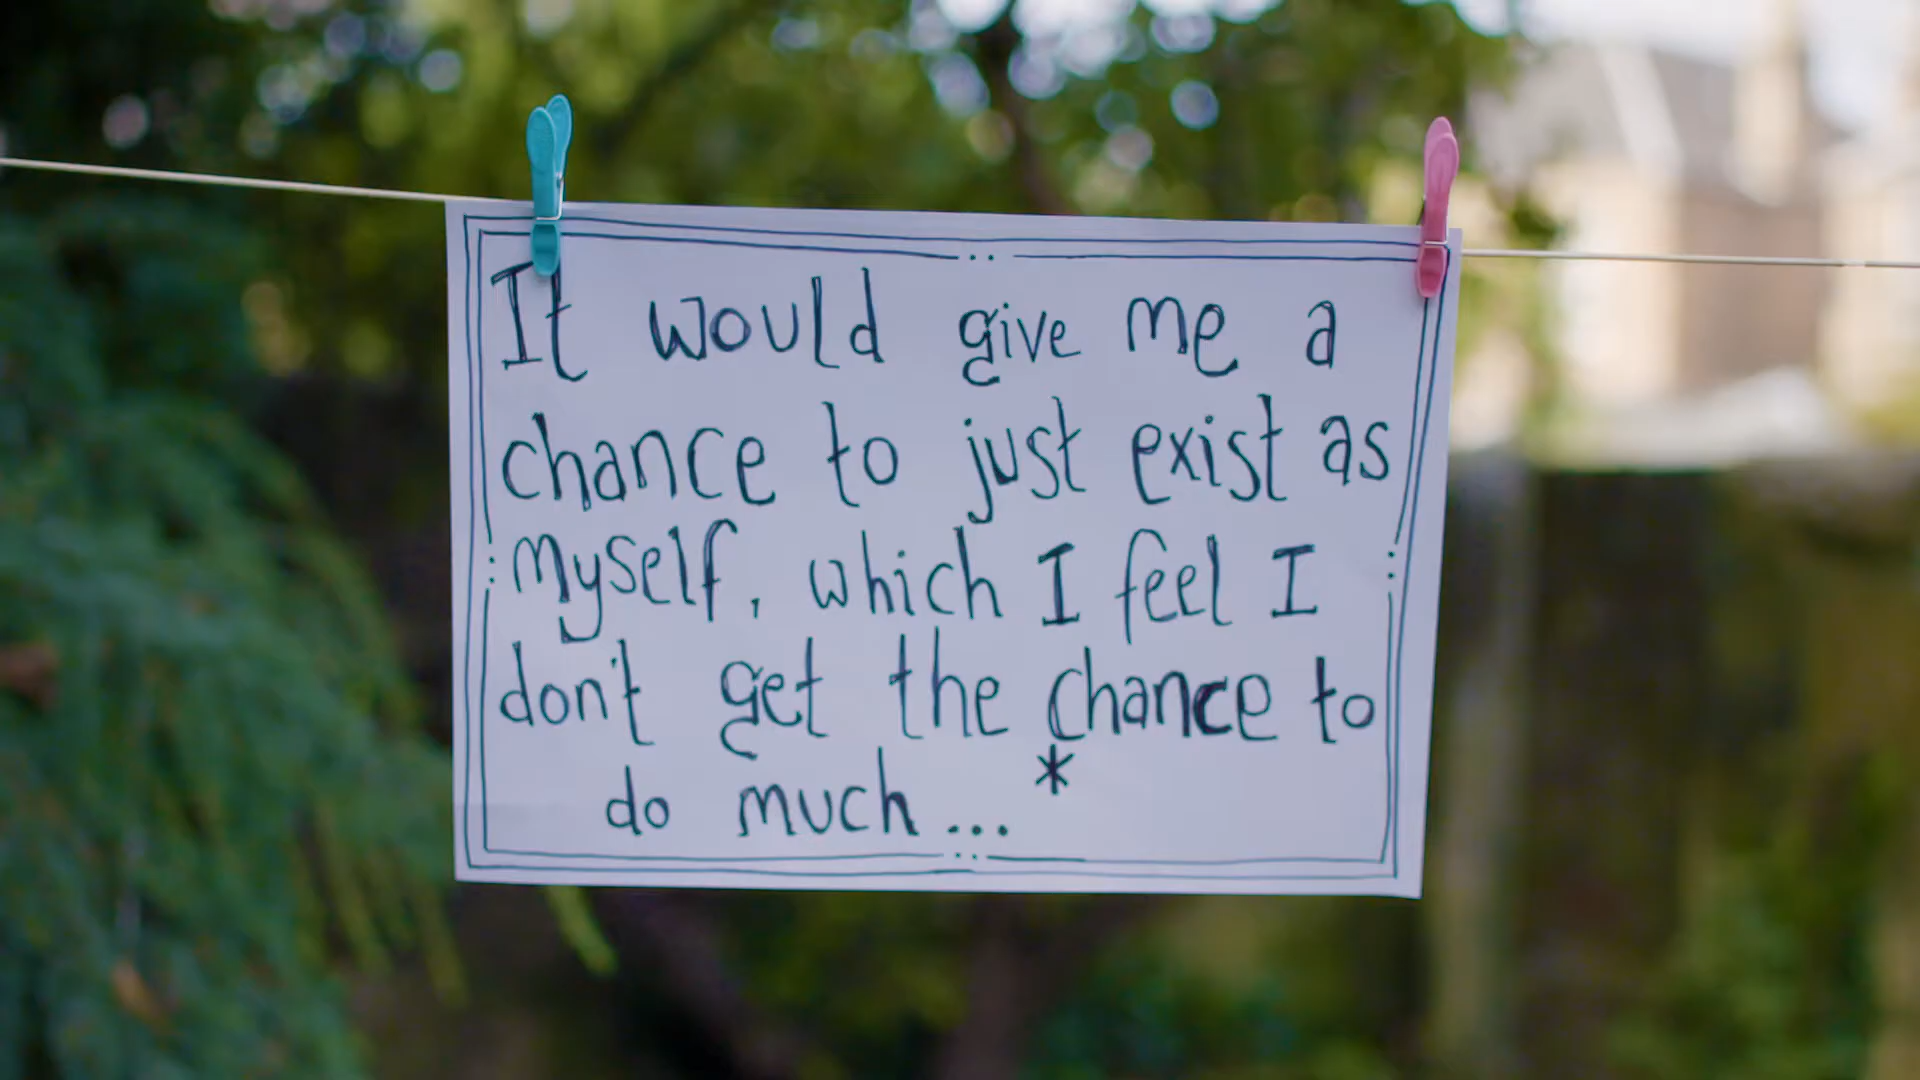 It would give me a
chance to just exist as
myself, which I feel I
don't get the chance to
do much... *